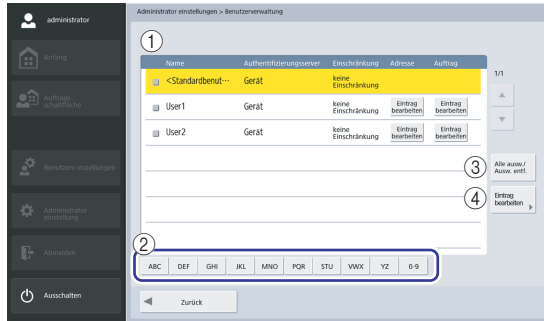 administrator
Administrator einstellungen > Benutzerverwaltung
Anfang
Auftrags-
schaltfläche
Benutzere instellungen
Administrator -
einstellung
Abmelden
Ausschalten
1
Name Authentifizierungsserver Einschränkung Adresse Auftrag
<Standardbenut··· Gerät keine
Einschränkung
User1 Gerät keine
Einschränkung Eintrag
bearbeiten Eintrag
bearbeiten
User2 Gerät keine
Einschränkung Eintrag
bearbeiten Eintrag
bearbeiten
1/1
3 Alle ausw./
Ausw. entf.
4 Eintrag
bearbeiten
2
ABC DEF GHI JKL MNO PQR STU VWX YZ 0-9
Zurück